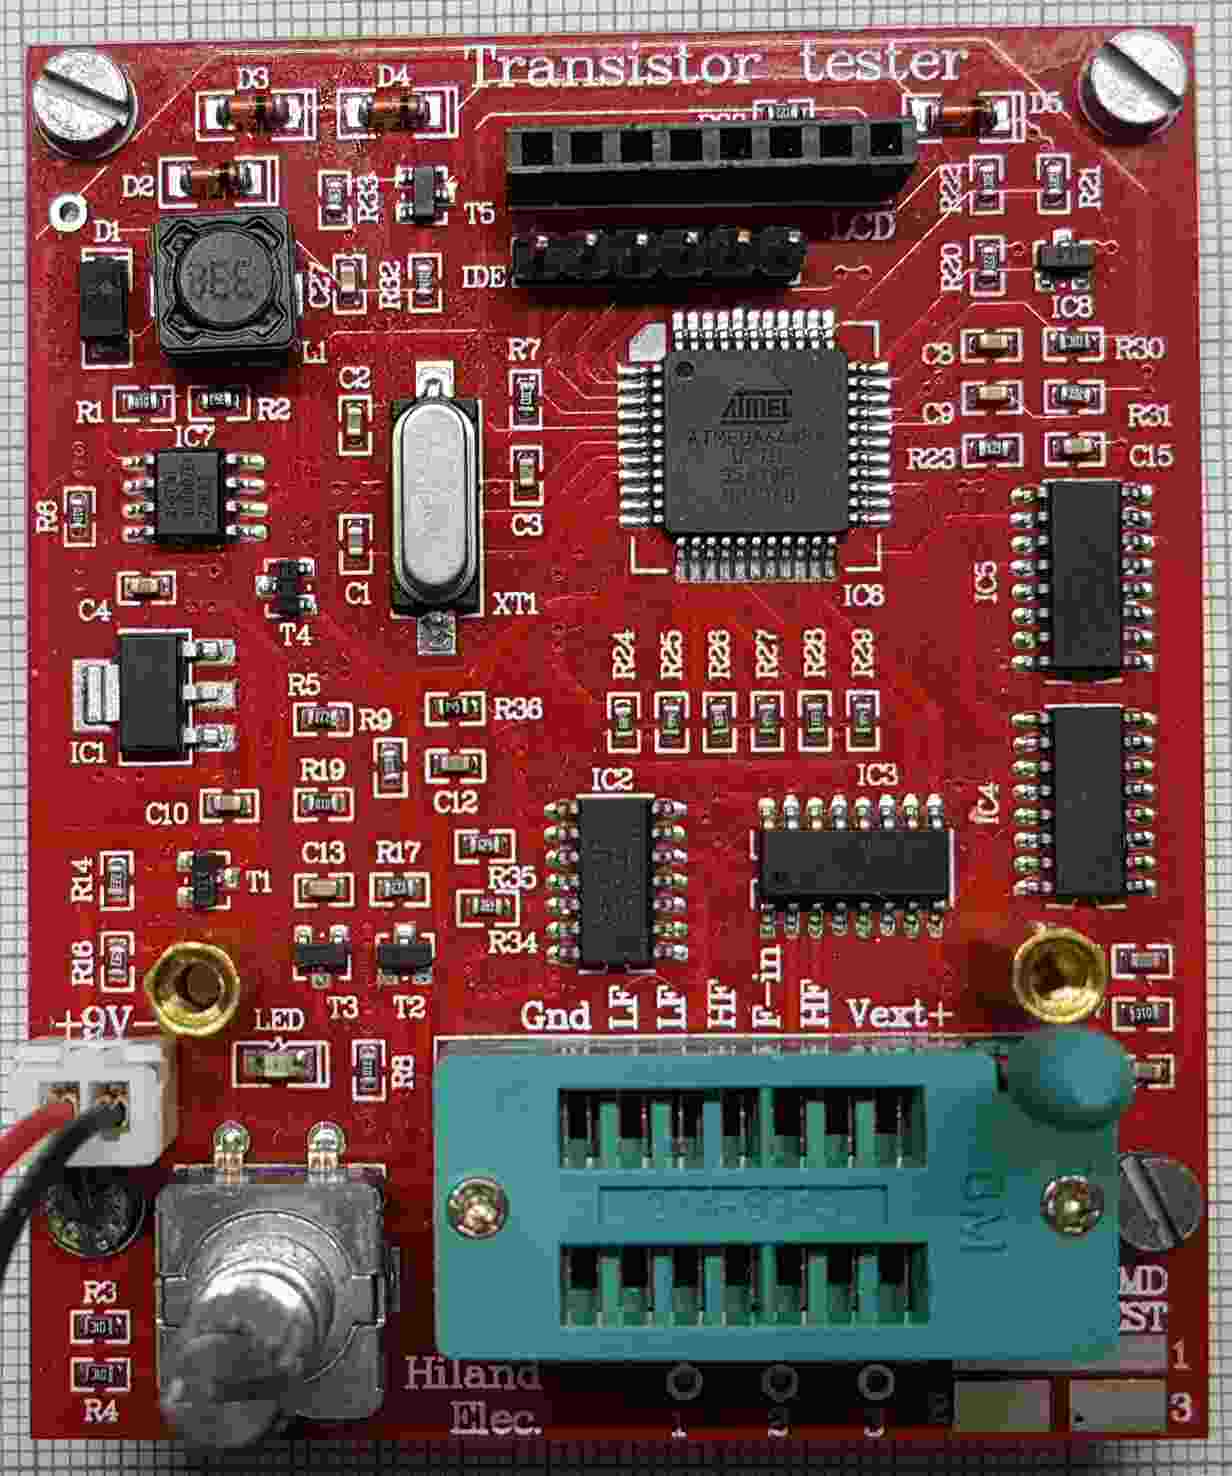 Transistor tester
D3
D4
D5
D2
R33
T5
LCD
R22
R21
D1
L1
C27
R32
IDE
R20
IC8
R1
R2
C2
R7
ATMEL
C8
R30
C9
R31
R23
C15
IC7
R6
C4
T4
C1
C3
XT1
IC6
IC5
IC1
R5
R9
R36
R24
R25
R26
R27
R28
R29
R19
C10
C12
IC2
IC3
IC4
R14
T1
C13
R17
R35
R34
R16
T3
T2
+9V-
LED
R8
Gnd
LF
LF
HF
F-in
HF
Vext+
R3
R4
Hiland
Elec.
1
2
3
1
2
3